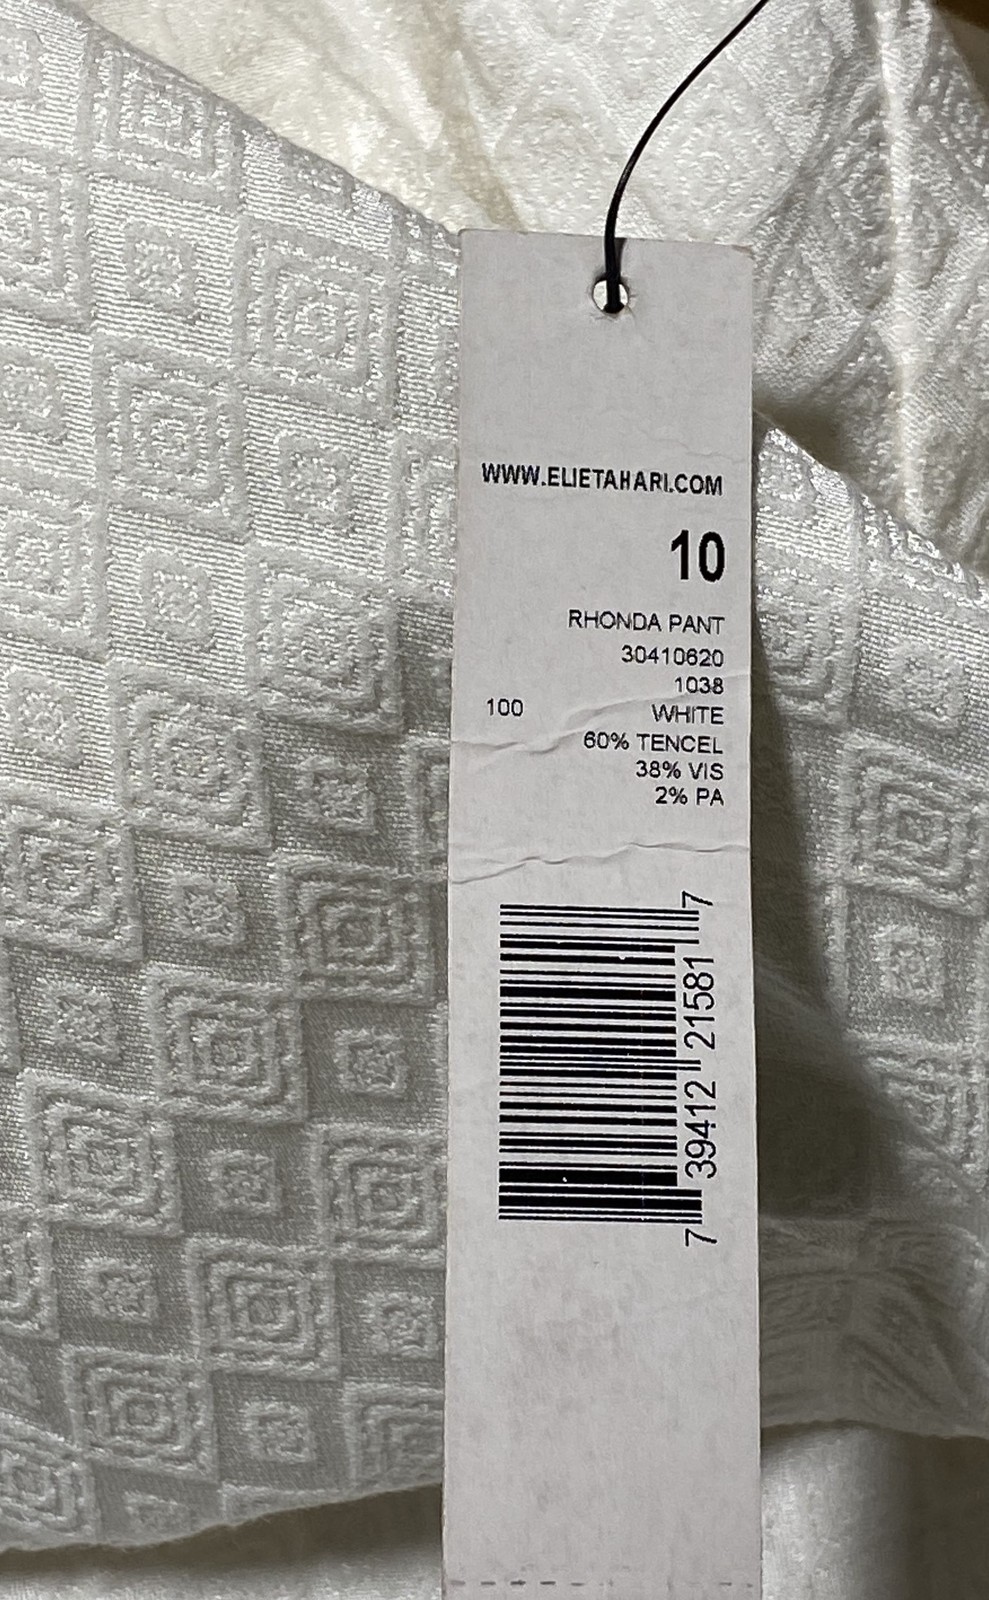 WWW.ELIETAHARI.COM
10
RHONDA PANT
30410620
1038
100 WHITE
60% TENCEL
38% VIS
2% PA
7 39412 21581 7